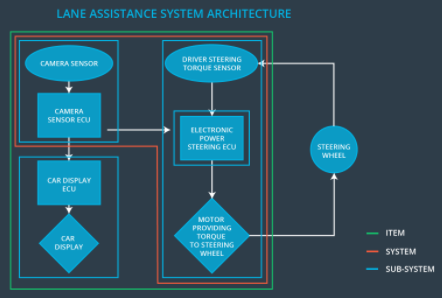 LANE ASSISTANCE SYSTEM ARCHITECTURE
CAMERA SENSOR
DRIVER STEERING
TORQUE SENSOR
CAMERA
SENSOR ECU
ELECTRONIC
POWER
STEERING ECU
STEERING
WHEEL
CAR DISPLAY
ECU
CAR
DISPLAY
MOTOR
PROVIDING
TORQUE
TO STEERING
WHEEL
ITEM
SYSTEM
SUB-SYSTEM